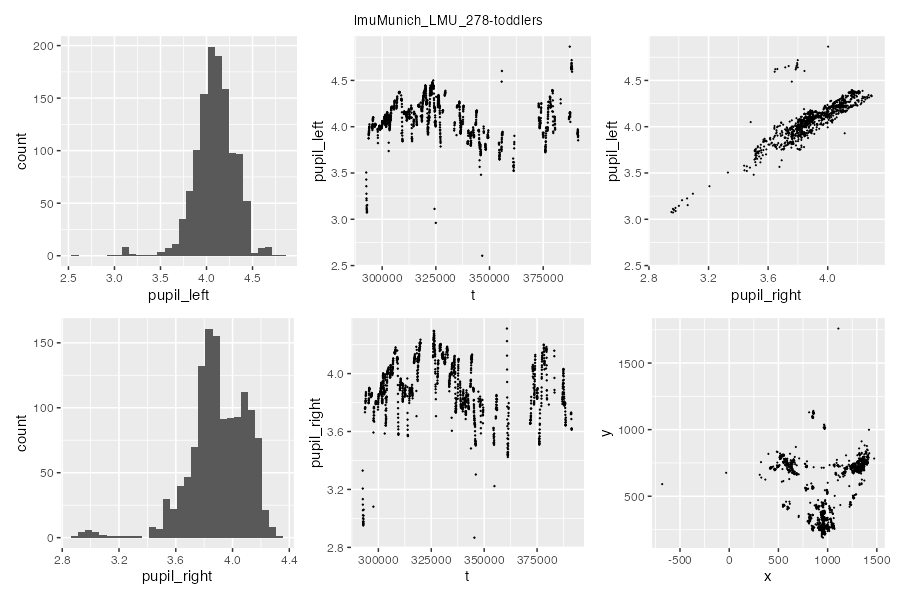 lmuMunich_LMU_278-toddlers
200
150
100
50
0
count
2.5 3.0 3.5 4.0 4.5
pupil_left
4.5
4.0
3.5
3.0
2.5
pupil_left
300000 325000 350000 375000
t
4.5
4.0
3.5
3.0
2.5
pupil_left
2.8 3.2 3.6 4.0
pupil_right
150
100
50
0
count
2.8 3.2 3.6 4.0 4.4
pupil_right
4.0
3.6
3.2
2.8
pupil_right
300000 325000 350000 375000
t
1500
1000
500
y
-500 0 500 1000 1500
x